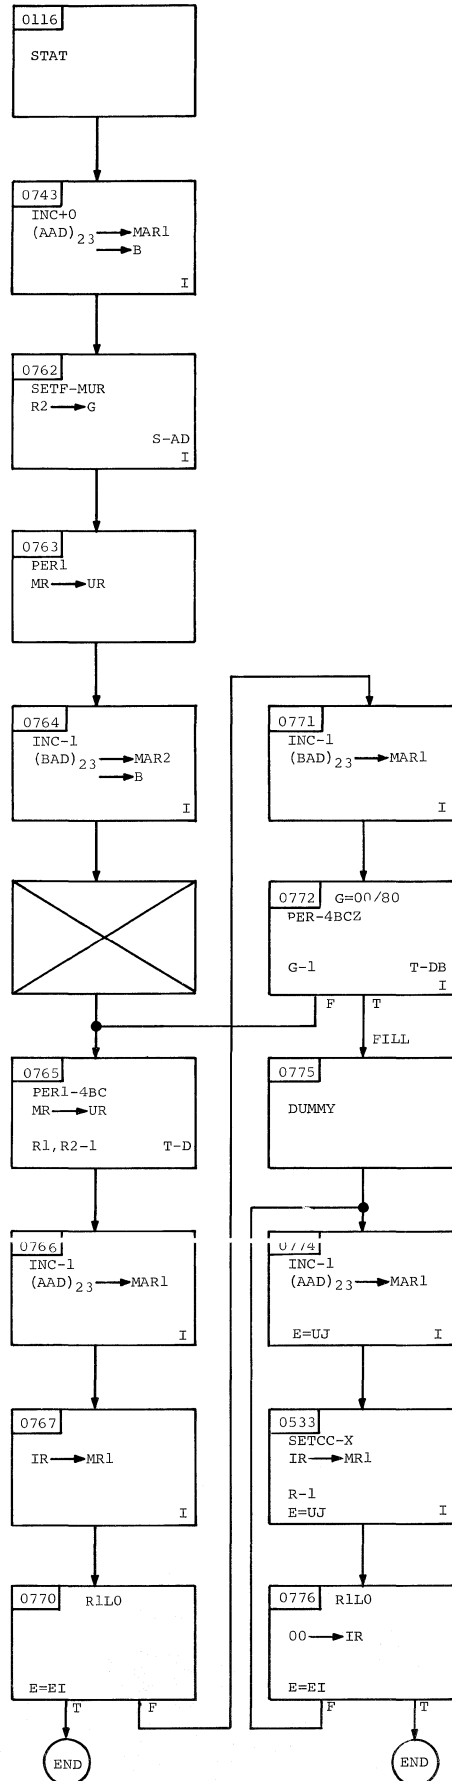 0116
STAT
0743
INC+0
(AAD)23 → MAR1
→ B
I
0762
SETF-MUR
R2 → G
S-AD
I
0763
PER1
MR → UR
0764
INC-1
(BAD)23 → MAR2
→ B
I
0765
PER1-4BC
MR → UR
R1,R2-1 T-D
0766
INC-1
(AAD)23 → MAR1
I
0767
IR → MR1
I
0770 R1L0
E=EI
T F
END
0771
INC-1
(BAD)23 → MAR1
I
0772 G=00/80
PER-4BCZ
G-1 T-DB
I
F T
FILL
0775
DUMMY
0774
INC-1
(AAD)23 → MAR1
E=UJ I
0533
SETCC-X
IR → MR1
R-1
E=UJ I
0776 R1L0
00 → IR
E=EI
F T
END